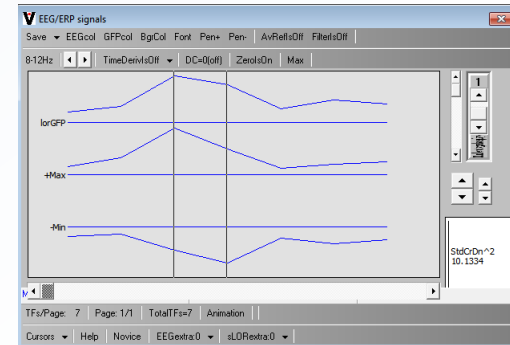 EEG/ERP signals
Save EEGcol GFPcol BgCol Font Pen+ Pen- AvRefIsOff FilterIsOff
8-12Hz TimeDerivIsOff DC=0(off) ZeroIsOn Max
1
lorGFP
+Max
-Min
StdCrDn^2
10.1334
M
TFs/Page: 7 Page: 1/1 TotalTFs=7 Animation
Cursors Help Novice EEGextra:0 sLORextra:0